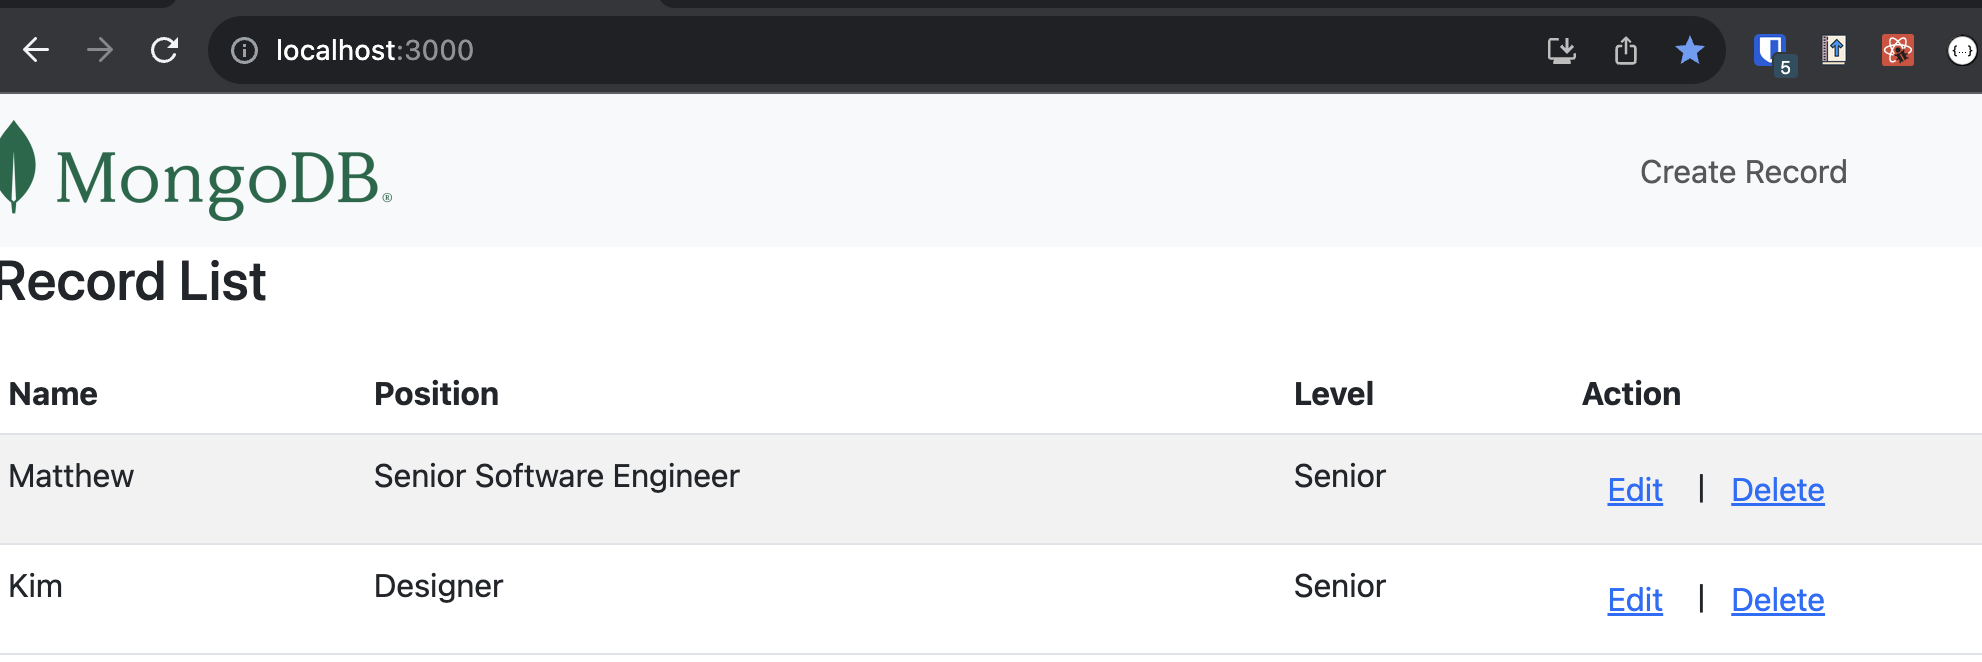 localhost:3000
5
{...}
MongoDB®
Create Record
Record List
Name Position Level Action
Matthew Senior Software Engineer Senior Edit | Delete
Kim Designer Senior Edit | Delete